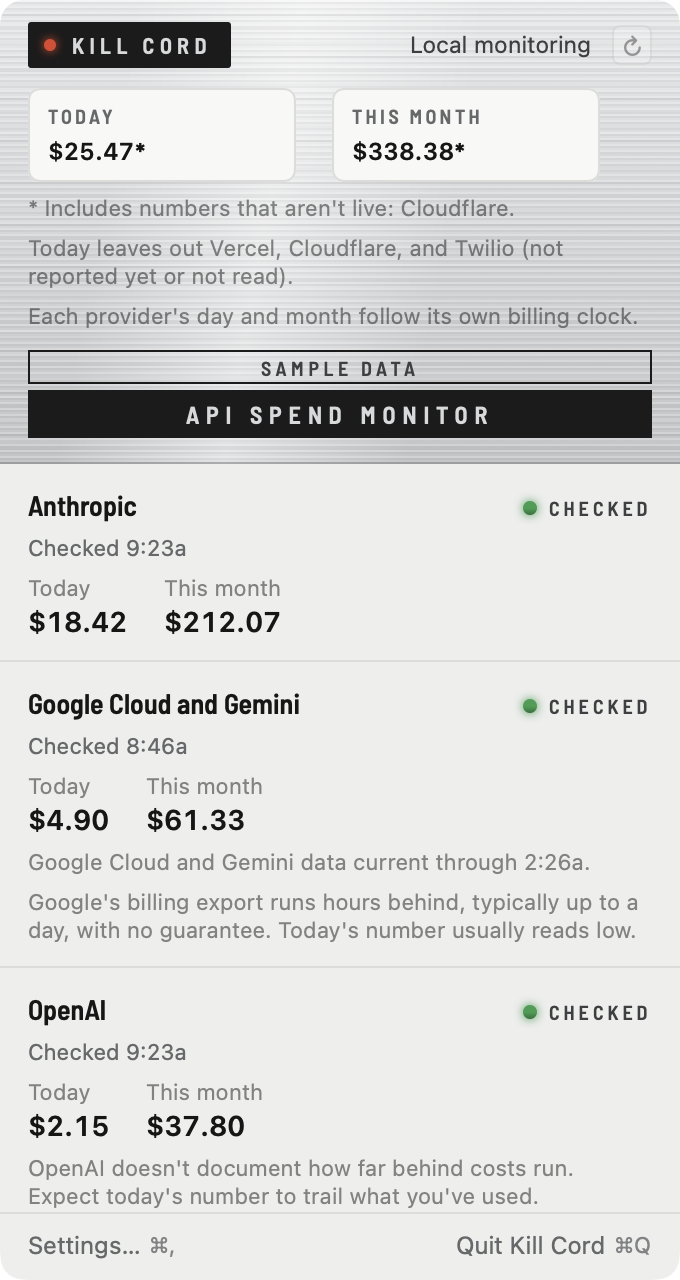 KILL CORD
Local monitoring
TODAY
$25.47*
THIS MONTH
$338.38*
* Includes numbers that aren't live: Cloudflare.
Today leaves out Vercel, Cloudflare, and Twilio (not
reported yet or not read).
Each provider's day and month follow its own billing clock.
SAMPLE DATA
API SPEND MONITOR
Anthropic
CHECKED
Checked 9:23a
Today This month
$18.42 $212.07
Google Cloud and Gemini
CHECKED
Checked 8:46a
Today This month
$4.90 $61.33
Google Cloud and Gemini data current through 2:26a.
Google's billing export runs hours behind, typically up to a
day, with no guarantee. Today's number usually reads low.
OpenAI
CHECKED
Checked 9:23a
Today This month
$2.15 $37.80
OpenAI doesn't document how far behind costs run.
Expect today's number to trail what you've used.
Settings... ⌘,
Quit Kill Cord ⌘Q